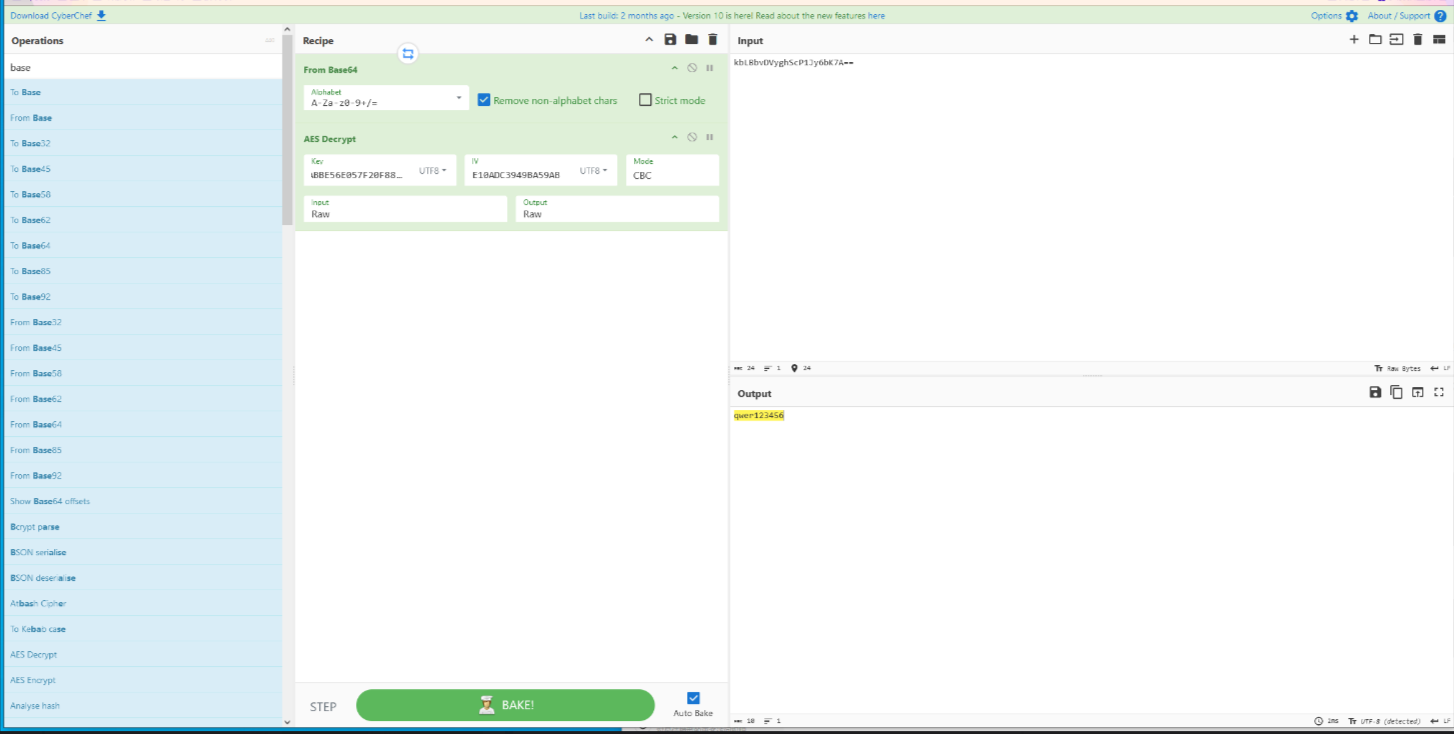 Download CyberChef
Last build: 2 months ago - Version 10 is here! Read about the new features here
Options
About / Support
Operations
base
To Base
From Base
To Base32
To Base45
To Base58
To Base62
To Base64
To Base85
To Base92
From Base32
From Base45
From Base58
From Base62
From Base64
From Base85
From Base92
Show Base64 offsets
Bcrypt parse
BSON serialise
BSON deserialise
Atbash Cipher
To Kebab case
AES Decrypt
AES Encrypt
Analyse hash
Recipe
From Base64
Alphabet
A-Za-z0-9+/=
Remove non-alphabet chars
Strict mode
AES Decrypt
Key
IV
Mode
UTF8
E10ADC3949BA59AB
UTF8
CBC
Input
Output
Raw
Raw
STEP
BAKE!
Auto Bake
Input
24
1
24
Raw Bytes
LF
Output
qwer123456
10
1
2ms
UTF-8 (detected)
LF